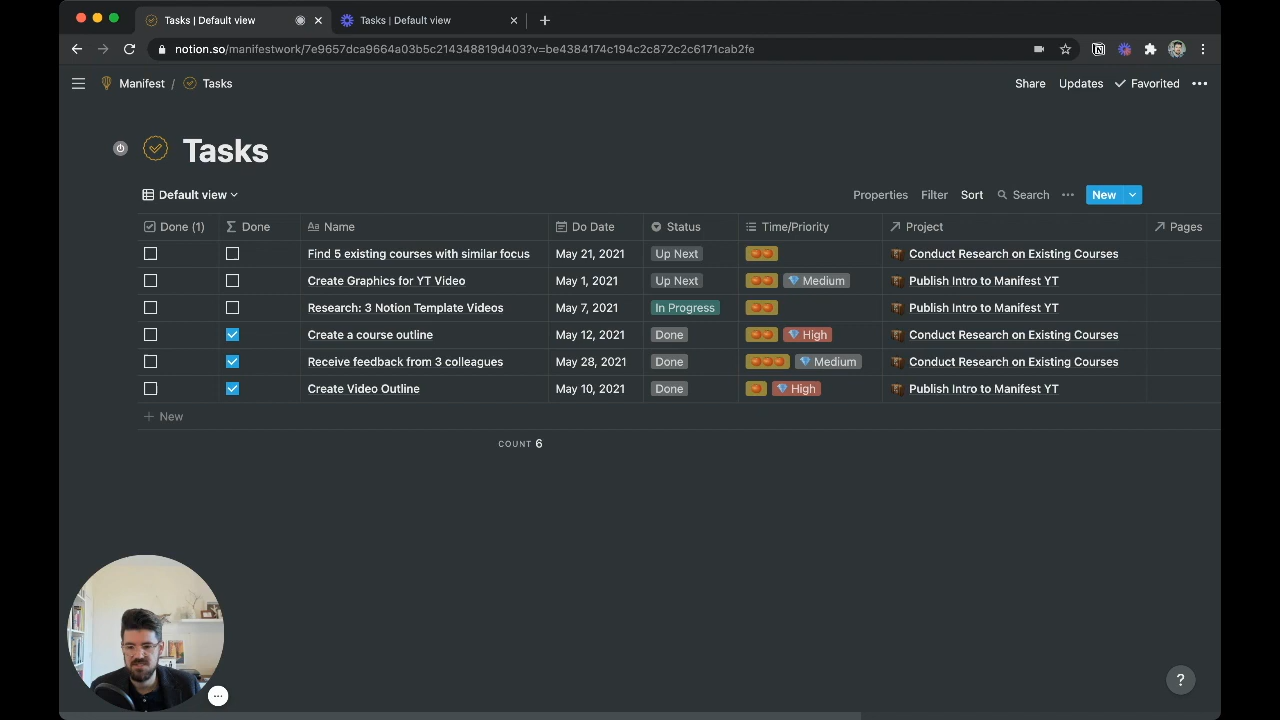 Tasks | Default view
Tasks | Default view
notion.so/manifestwork/7e9657dca9664a03b5c214348819d403?v=be4384174c194c2c872c2c6171cab2fe
Manifest / Tasks
Share Updates Favorited
Tasks
Default view
Properties Filter Sort Search New
Done (1) Done Name Do Date Status Time/Priority Project Pages
Find 5 existing courses with similar focus May 21, 2021 Up Next Conduct Research on Existing Courses
Create Graphics for YT Video May 1, 2021 Up Next Medium Publish Intro to Manifest YT
Research: 3 Notion Template Videos May 7, 2021 In Progress Publish Intro to Manifest YT
Create a course outline May 12, 2021 Done High Conduct Research on Existing Courses
Receive feedback from 3 colleagues May 28, 2021 Done Medium Conduct Research on Existing Courses
Create Video Outline May 10, 2021 Done High Publish Intro to Manifest YT
+ New
COUNT 6
?